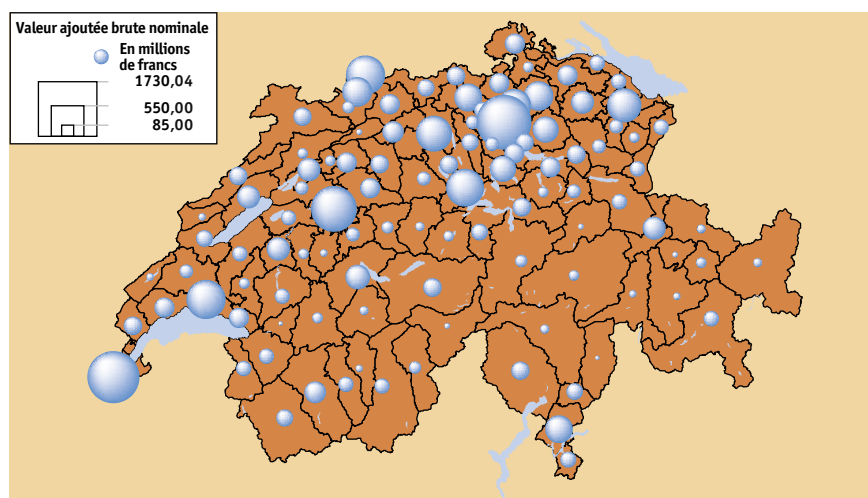 Valeur ajoutée brute nominale
En millions
de francs
1730,04
550,00
85,00